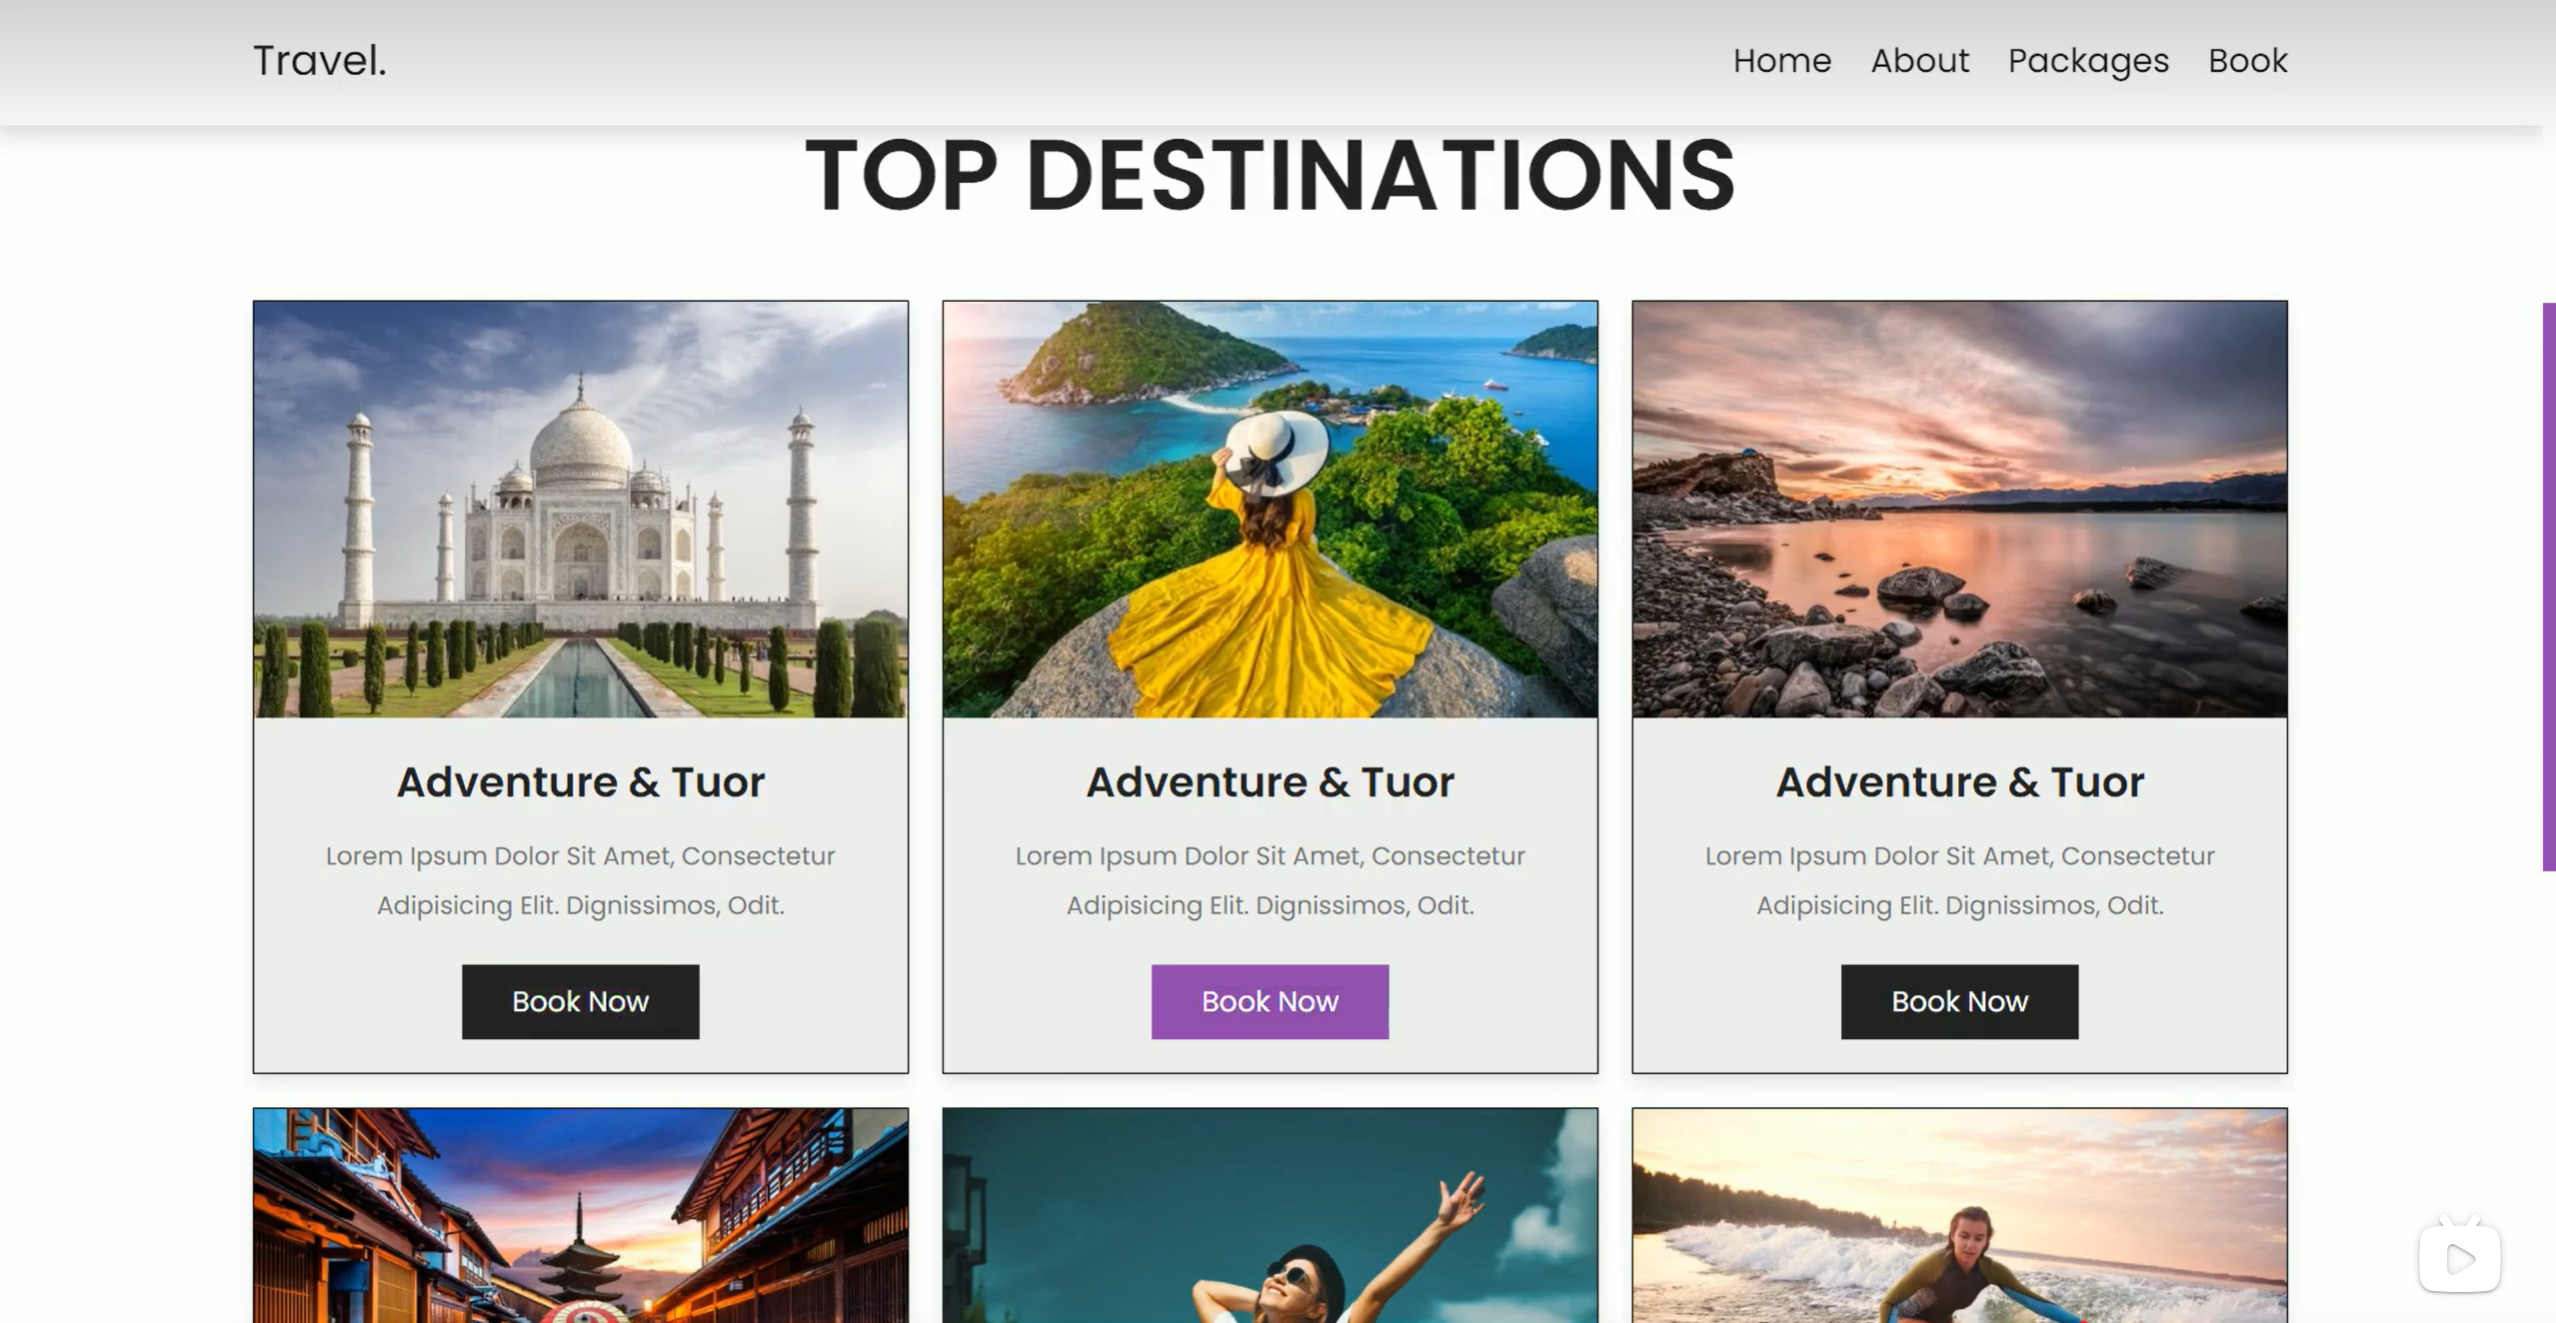 Travel.
Home About Packages Book
TOP DESTINATIONS
Adventure & Tuor
Lorem Ipsum Dolor Sit Amet, Consectetur
Adipisicing Elit. Dignissimos, Odit.
Book Now
Adventure & Tuor
Lorem Ipsum Dolor Sit Amet, Consectetur
Adipisicing Elit. Dignissimos, Odit.
Book Now
Adventure & Tuor
Lorem Ipsum Dolor Sit Amet, Consectetur
Adipisicing Elit. Dignissimos, Odit.
Book Now